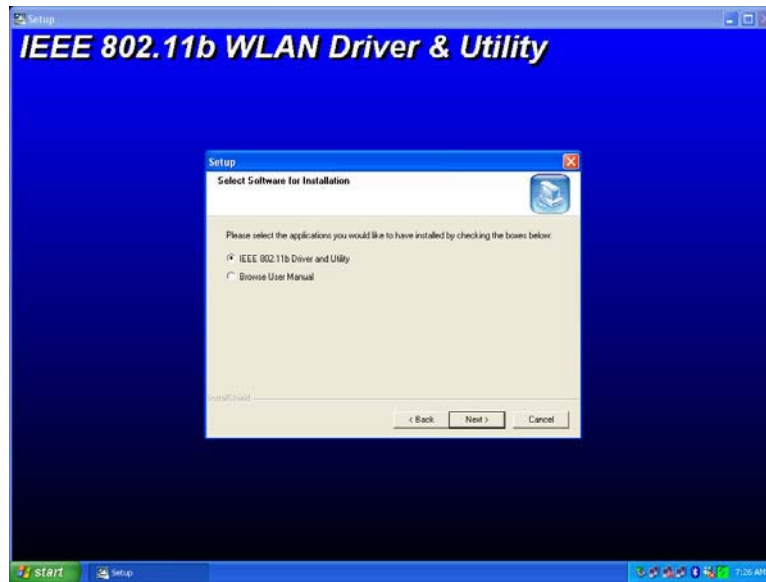 Setup
IEEE 802.11b WLAN Driver & Utility
Setup
Select Software for Installation
Please select the applications you would like to have installed by checking the boxes below:
IEEE 802.11b Driver and Utility
Browse User Manual
InstallShield
< Back
Next >
Cancel
start
Setup
7:26 AM